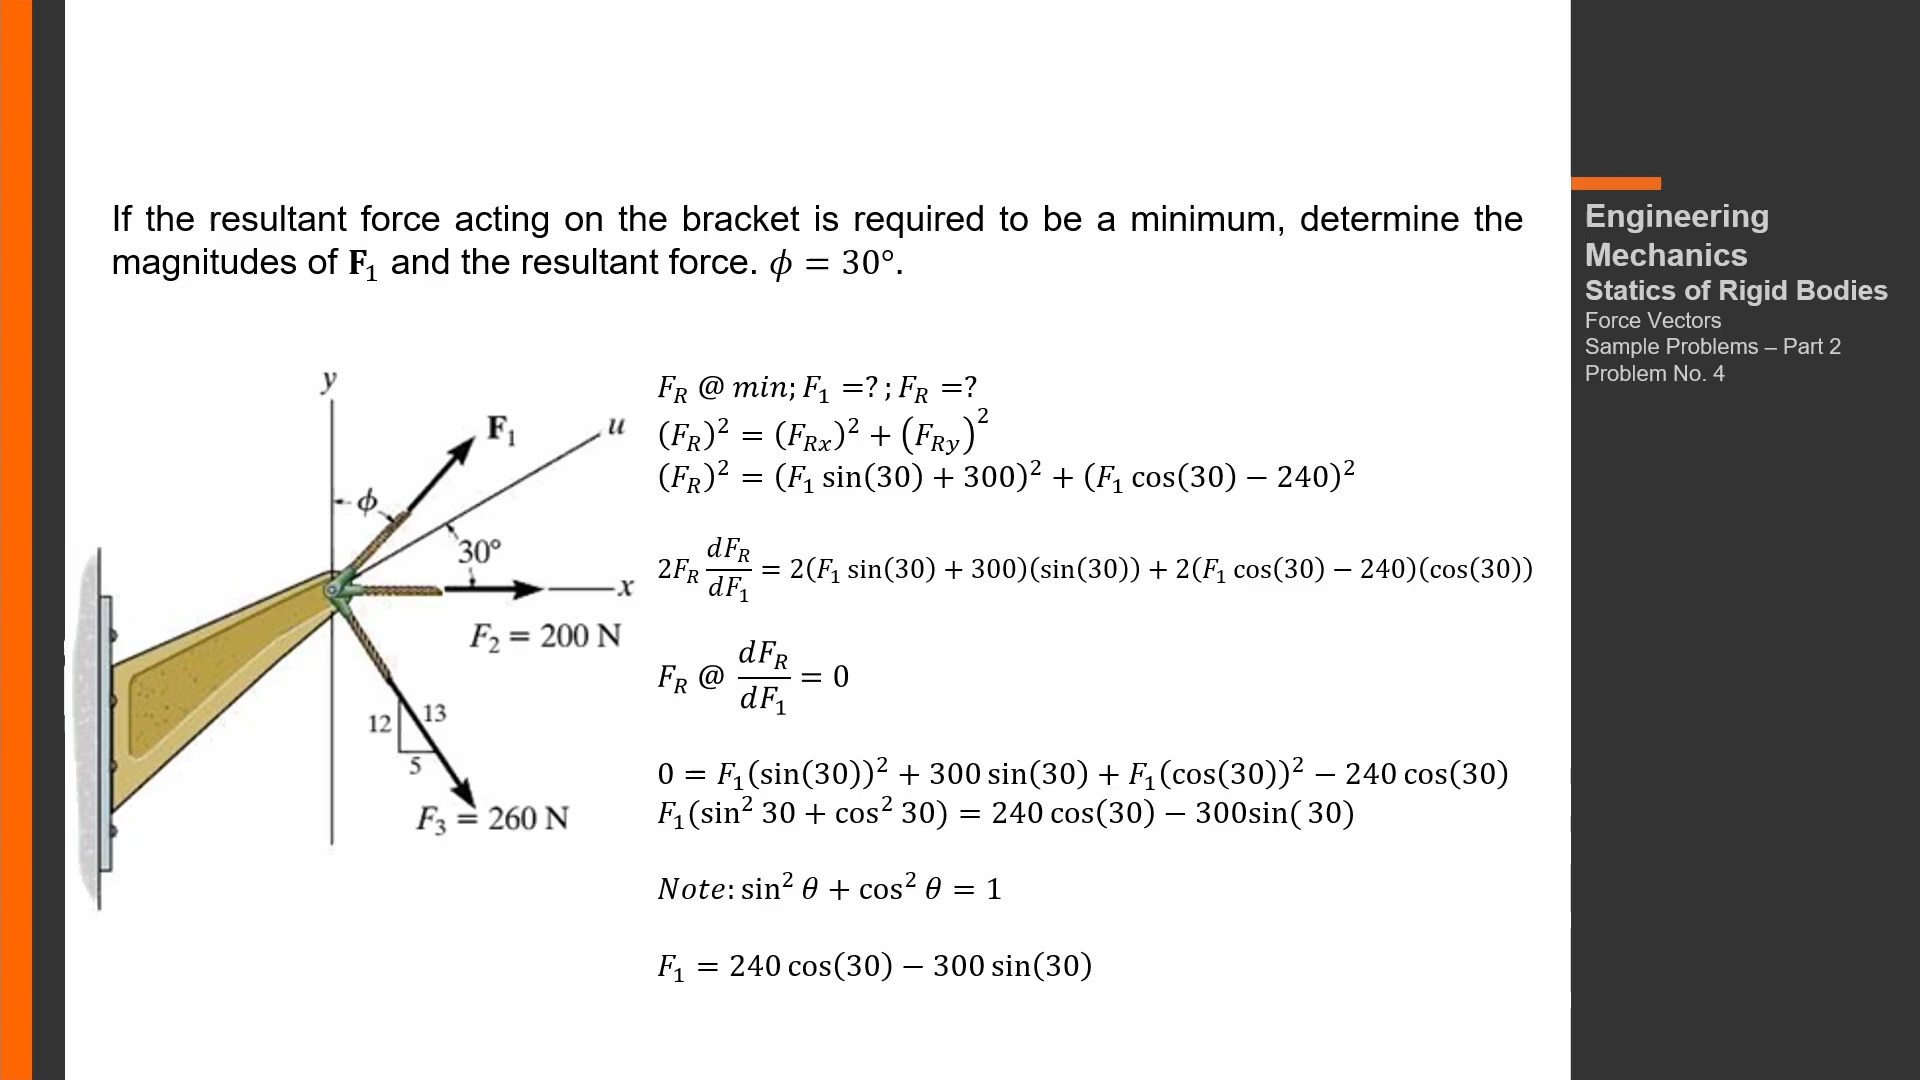 If the resultant force acting on the bracket is required to be a minimum, determine the
magnitudes of F₁ and the resultant force. ϕ = 30°.
y
F₁
u
ϕ
30°
x
F₂ = 200 N
12
13
5
F₃ = 260 N
F_R @ min; F₁ =? ; F_R =?
(F_R)² = (F_Rx)² + (F_Ry)²
(F_R)² = (F₁ sin(30) + 300)² + (F₁ cos(30) − 240)²
2F_R dF_R/dF₁ = 2(F₁ sin(30) + 300)(sin(30)) + 2(F₁ cos(30) − 240)(cos(30))
F_R @ dF_R/dF₁ = 0
0 = F₁(sin(30))² + 300 sin(30) + F₁(cos(30))² − 240 cos(30)
F₁(sin² 30 + cos² 30) = 240 cos(30) − 300sin( 30)
Note: sin² θ + cos² θ = 1
F₁ = 240 cos(30) − 300 sin(30)
Engineering
Mechanics
Statics of Rigid Bodies
Force Vectors
Sample Problems – Part 2
Problem No. 4